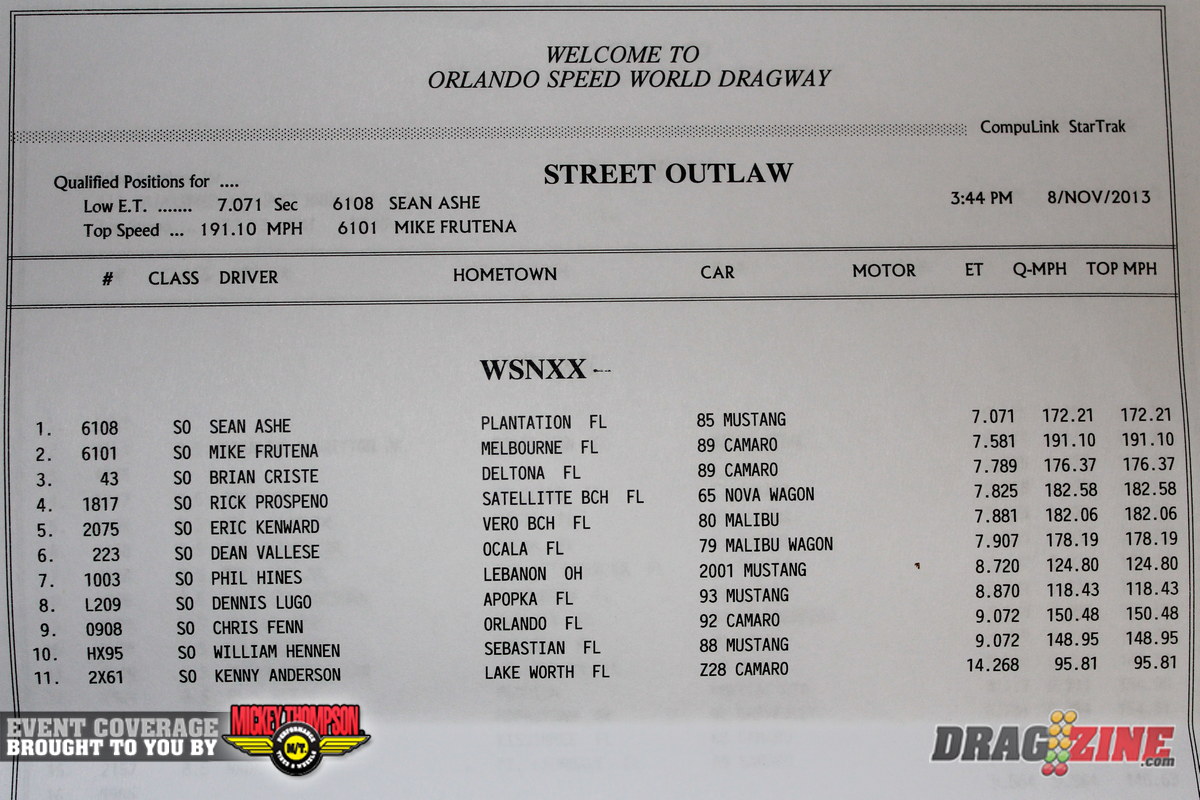 WELCOME TO
ORLANDO SPEED WORLD DRAGWAY
CompuLink StarTrak
Qualified Positions for ....
STREET OUTLAW
Low E.T. ....... 7.071 Sec 6108 SEAN ASHE
3:44 PM 8/NOV/2013
Top Speed ... 191.10 MPH 6101 MIKE FRUTENA
# CLASS DRIVER HOMETOWN CAR MOTOR ET Q-MPH TOP MPH
WSNXX --
1. 6108 SO SEAN ASHE PLANTATION FL 85 MUSTANG 7.071 172.21 172.21
2. 6101 SO MIKE FRUTENA MELBOURNE FL 89 CAMARO 7.581 191.10 191.10
3. 43 SO BRIAN CRISTE DELTONA FL 89 CAMARO 7.789 176.37 176.37
4. 1817 SO RICK PROSPENO SATELLITTE BCH FL 65 NOVA WAGON 7.825 182.58 182.58
5. 2075 SO ERIC KENWARD VERO BCH FL 80 MALIBU 7.881 182.06 182.06
6. 223 SO DEAN VALLESE OCALA FL 79 MALIBU WAGON 7.907 178.19 178.19
7. 1003 SO PHIL HINES LEBANON OH 2001 MUSTANG 8.720 124.80 124.80
8. L209 SO DENNIS LUGO APOPKA FL 93 MUSTANG 8.870 118.43 118.43
9. 0908 SO CHRIS FENN ORLANDO FL 92 CAMARO 9.072 150.48 150.48
10. HX95 SO WILLIAM HENNEN SEBASTIAN FL 88 MUSTANG 9.072 148.95 148.95
11. 2X61 SO KENNY ANDERSON LAKE WORTH FL Z28 CAMARO 14.268 95.81 95.81
EVENT COVERAGE
BROUGHT TO YOU BY
MICKEY THOMPSON
PERFORMANCE
M/T
TIRES & WHEELS
DRAGZINE
.com